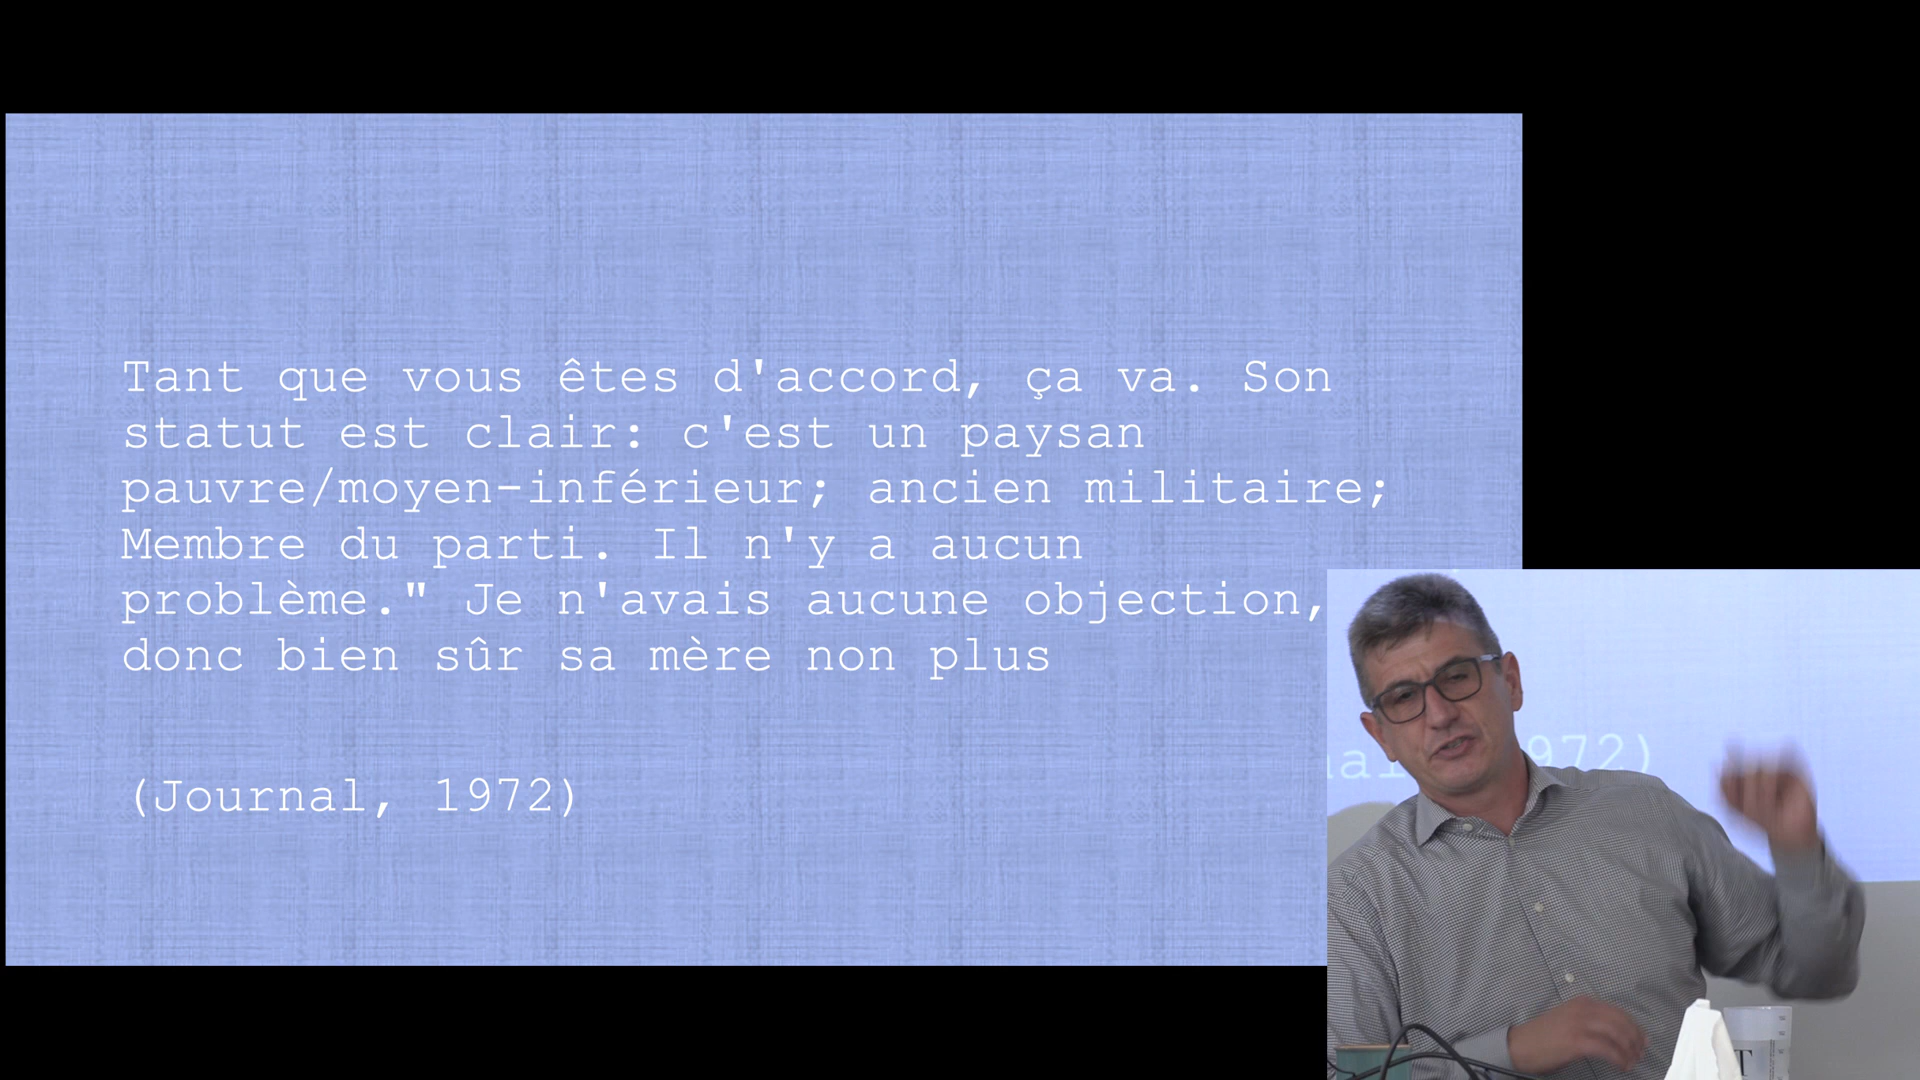 Tant que vous êtes d'accord, ça va. Son
statut est clair: c'est un paysan
pauvre/moyen-inférieur; ancien militaire;
Membre du parti. Il n'y a aucun
problème." Je n'avais aucune objection,
donc bien sûr sa mère non plus
(Journal, 1972)
972)